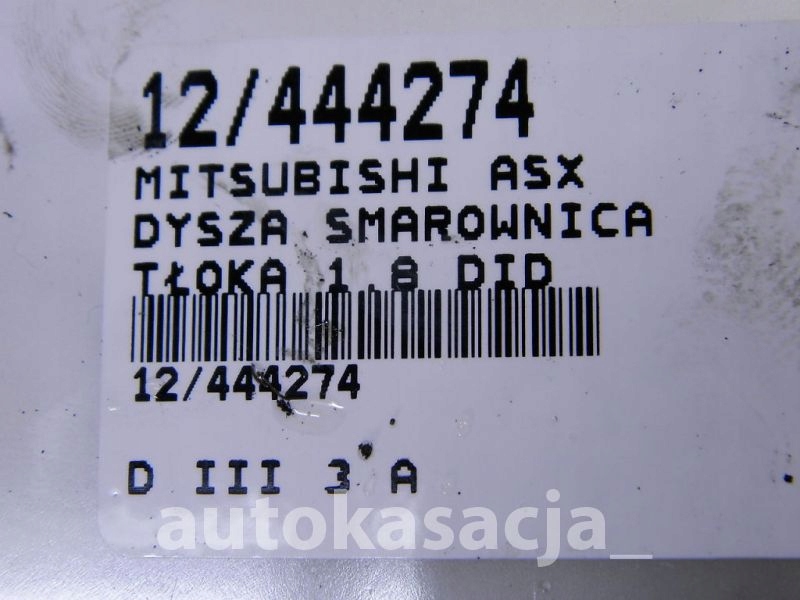 12/444274
MITSUBISHI ASX
DYSZA SMAROWNICA
TŁOKA 1.8 DID
12/444274
D III 3 A
autokasacja_